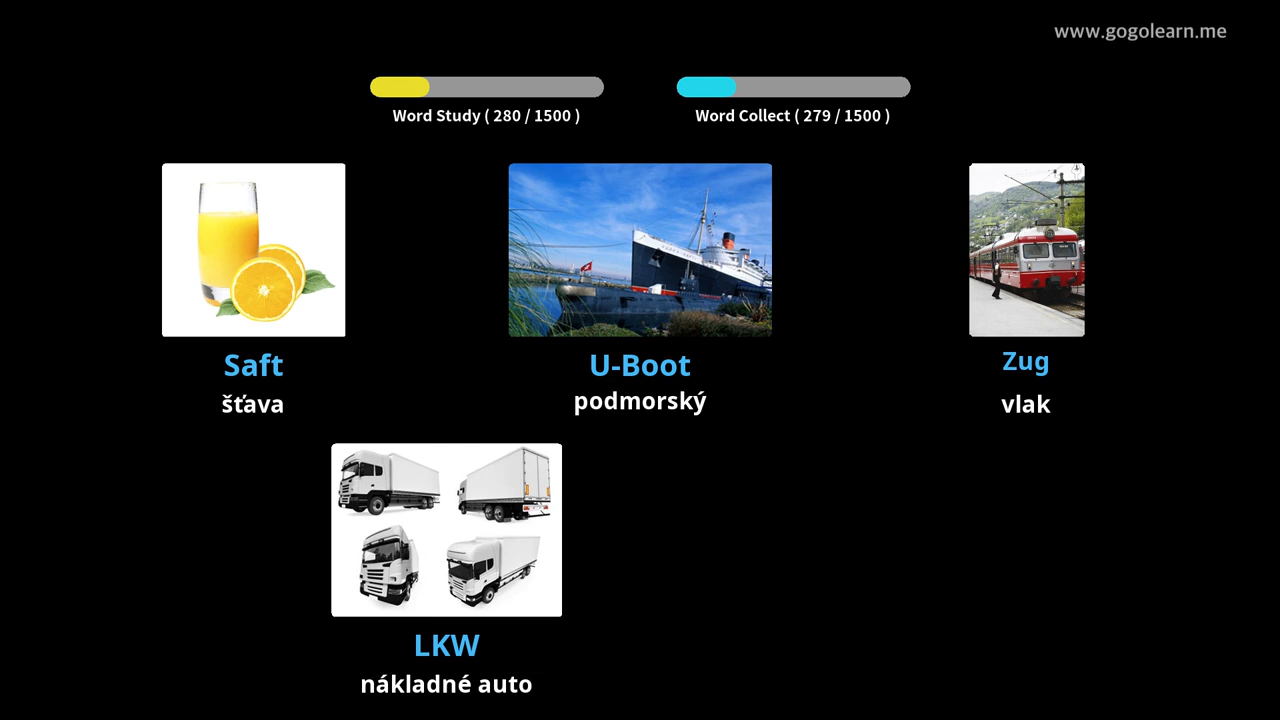 www.gogolearn.me
Word Study ( 280 / 1500 )
Word Collect ( 279 / 1500 )
Saft
šťava
U-Boot
podmorský
Zug
vlak
LKW
nákladné auto